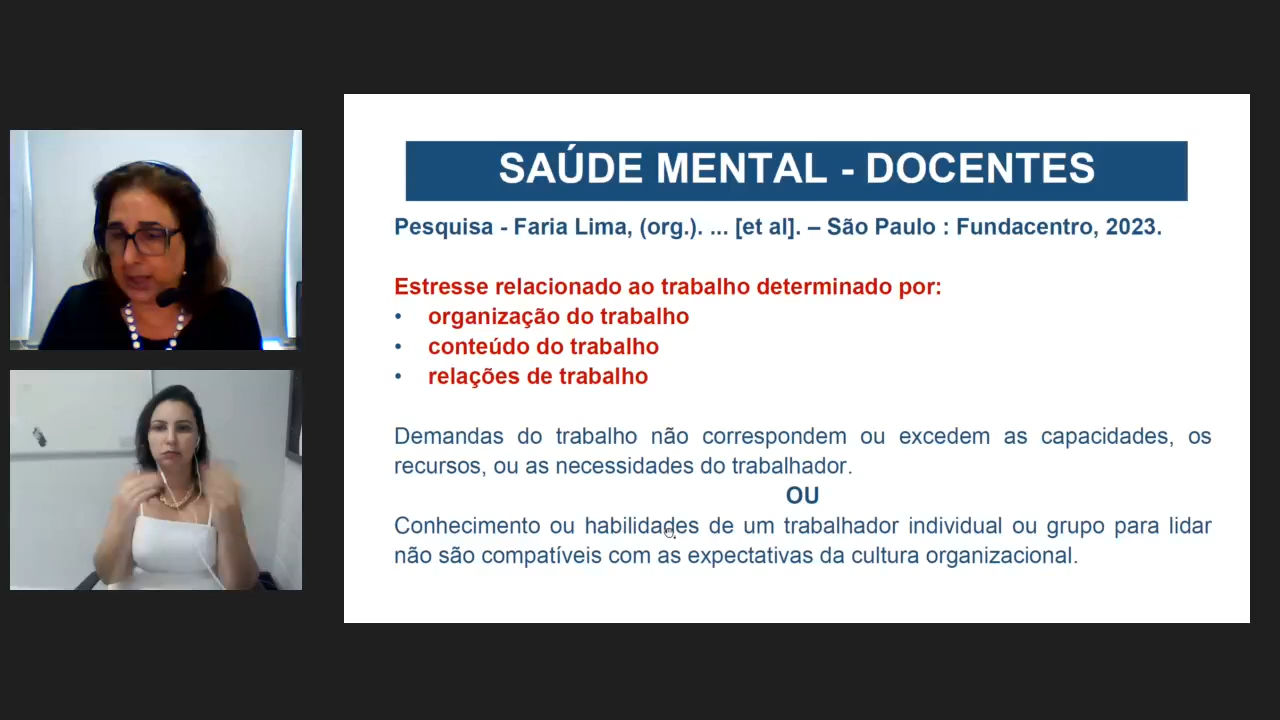 SAÚDE MENTAL - DOCENTES
Pesquisa - Faria Lima, (org.). ... [et al]. – São Paulo : Fundacentro, 2023.
Estresse relacionado ao trabalho determinado por:
• organização do trabalho
• conteúdo do trabalho
• relações de trabalho
Demandas do trabalho não correspondem ou excedem as capacidades, os
recursos, ou as necessidades do trabalhador.
OU
Conhecimento ou habilidades de um trabalhador individual ou grupo para lidar
não são compatíveis com as expectativas da cultura organizacional.